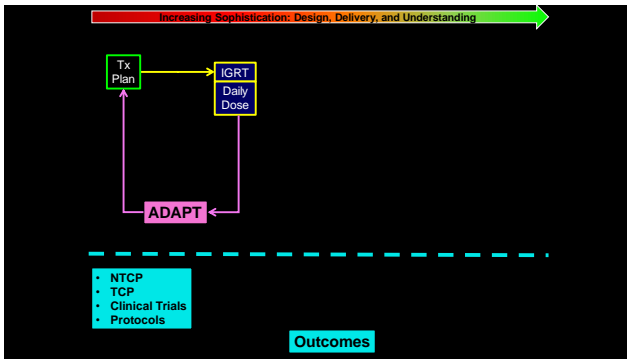 Increasing Sophistication: Design, Delivery, and Understanding
Tx
Plan
IGRT
Daily
Dose
ADAPT
• NTCP
• TCP
• Clinical Trials
• Protocols
Outcomes